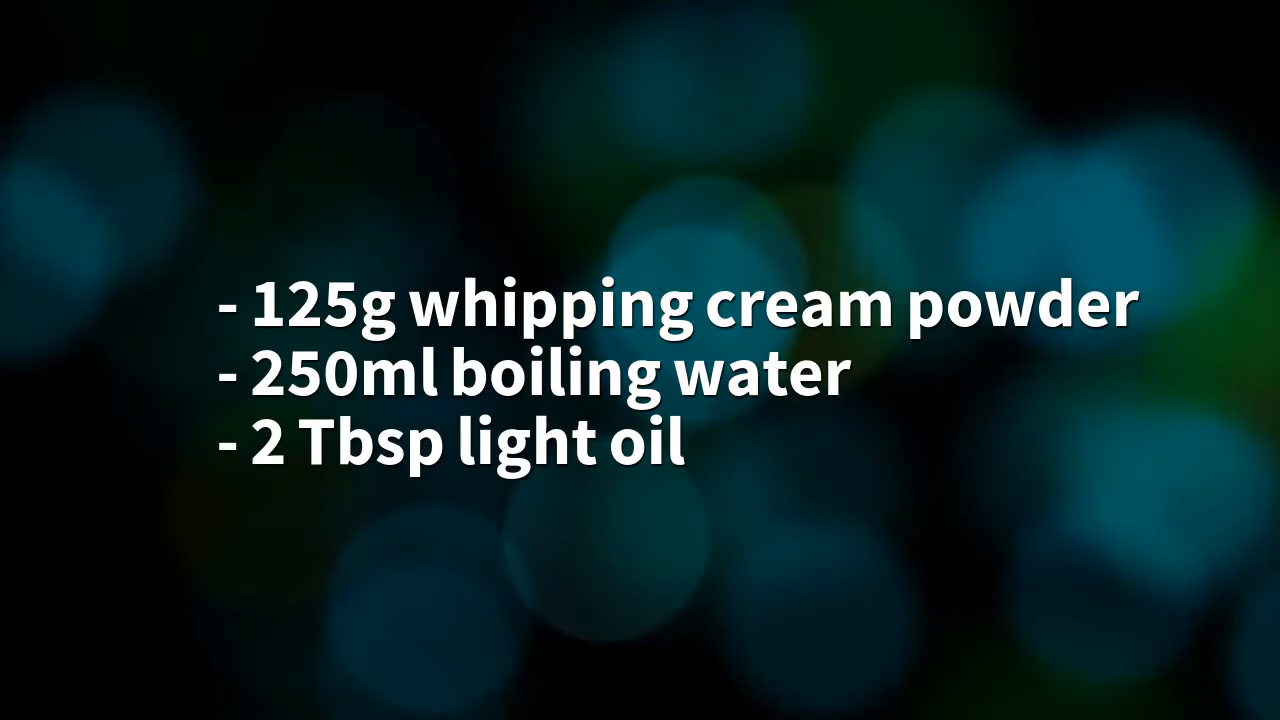 - 125g whipping cream powder
- 250ml boiling water
- 2 Tbsp light oil